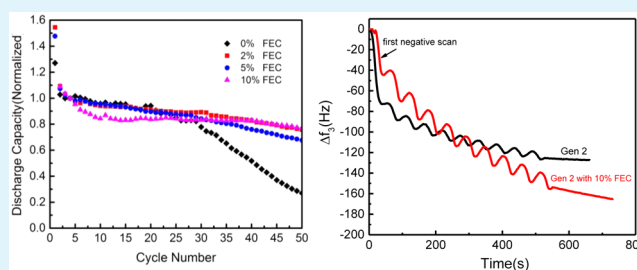 1.6
1.4
1.2
1.0
0.8
0.6
0.4
0.2
0.0
Discharge Capacity/Normalized
0% FEC
2% FEC
5% FEC
10% FEC
0 5 10 15 20 25 30 35 40 45 50
Cycle Number
0
-20
-40
-60
-80
-100
-120
-140
-160
-180
-200
Δf3(Hz)
first negative scan
Gen 2
Gen 2 with 10% FEC
0 200 400 600 800
Time(s)